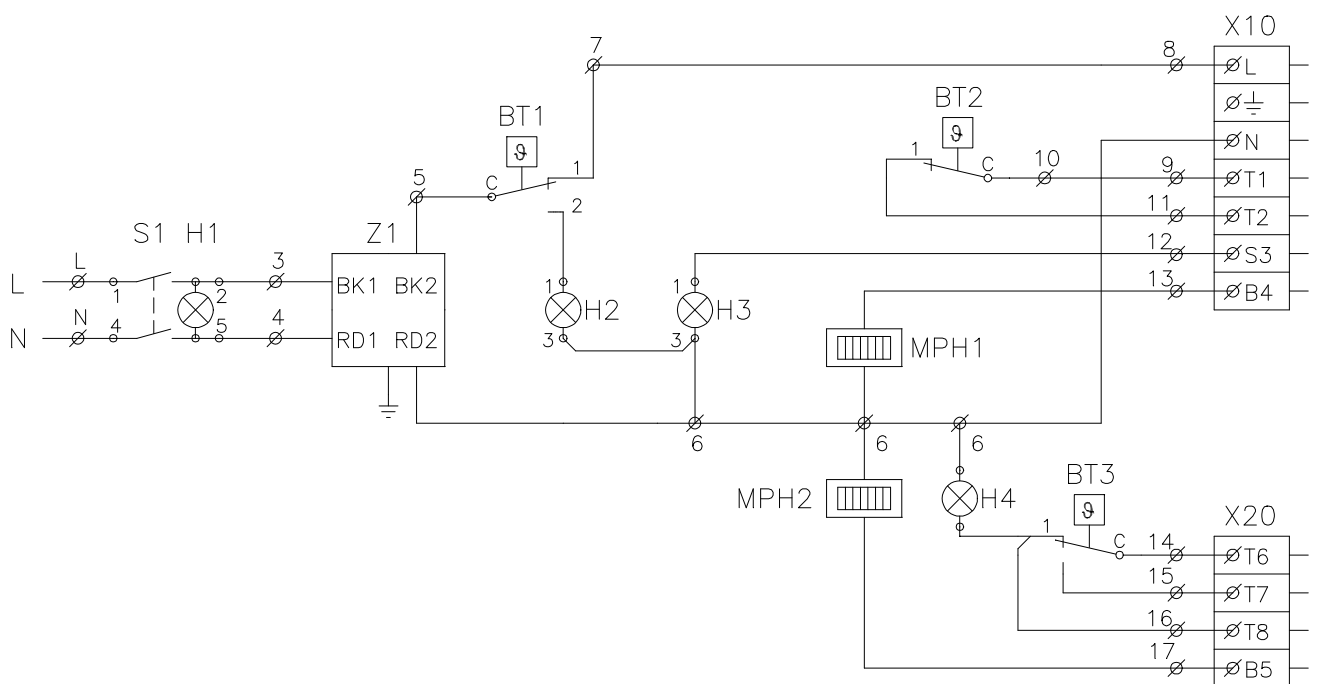 X10
7
8
L
BT1
BT2
N
1
C
10
9
T1
5
C
1
2
11
T2
S1 H1
Z1
12
S3
L
L
1
2
3
BK1 BK2
1
H2
1
H3
13
B4
N
N
4
5
4
RD1 RD2
3
3
MPH1
6
6
6
MPH2
H4
BT3
1
C
X20
14
T6
15
T7
16
T8
17
B5
ϑ
ϑ
ϑ